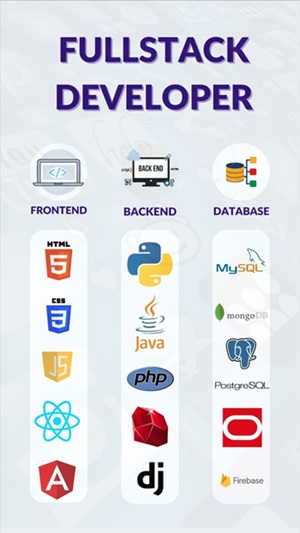 FULLSTACK
DEVELOPER
</>
BACK END
FRONTEND
BACKEND
DATABASE
HTML
5
CSS
3
JS
A
Java
php
dj
MySQL
mongoDB
PostgreSQL
Firebase